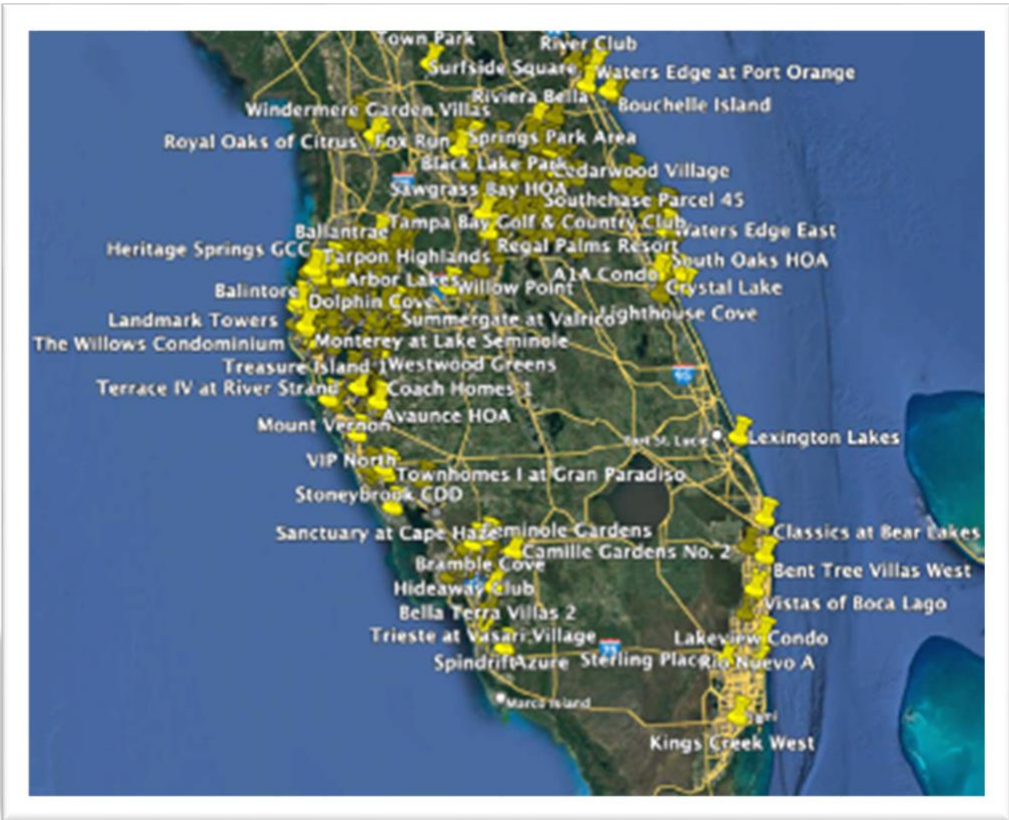 Town Park
River Club
Surfside Square
Waters Edge at Port Orange
Riviera Bella
Bouchelle Island
Windermere Garden Villas
Royal Oaks of Citrus
Fox Run
Springs Park Area
Black Lake Park
Cedarwood Village
Sawgrass Bay HOA
Southchase Parcel 45
Tampa Bay Golf & Country Club
Ballantrae
Waters Edge East
Heritage Springs GCC
Regal Palms Resort
Tarpon Highlands
South Oaks HOA
A1A Condo
Arbor Lakes
Willow Point
Crystal Lake
Balintore
Dolphin Cove
Lighthouse Cove
Landmark Towers
Summergate at Valrico
The Willows Condominium
Monterey at Lake Seminole
Treasure Island 1
Westwood Greens
95
Terrace IV at River Strand
Coach Homes 1
Avaunce HOA
Mount Vernon
Port St. Lucie
Lexington Lakes
VIP North
Townhomes I at Gran Paradiso
Stoneybrook CDD
Sanctuary at Cape Haze
eminole Gardens
Classics at Bear Lakes
Camille Gardens No. 2
Bramble Cove
Bent Tree Villas West
Hideaway Club
Vistas of Boca Lago
Bella Terra Villas 2
Trieste at Vasari Village
Lakeview Condo
75
Spindrift
Azure
Sterling Place
Rio Nuevo A
Marco Island
Kings Creek West